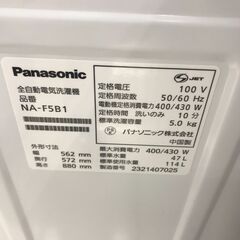 Panasonic
JET
全自動電気洗濯機
品番
NA-F5B1
定格電圧 100 V
定格周波数 50/60 Hz
電動機定格消費電力 400/430 W
定格時間 洗いのみ 10 分
標準洗濯容量 5.0 kg
パナソニック株式会社
中国製
外形寸法
幅 562 mm
奥行 572 mm
高さ 880 mm
最大消費電力 400/430 W
標準水量 47 L
標準使用水量 114 L
製造番号 2321407025